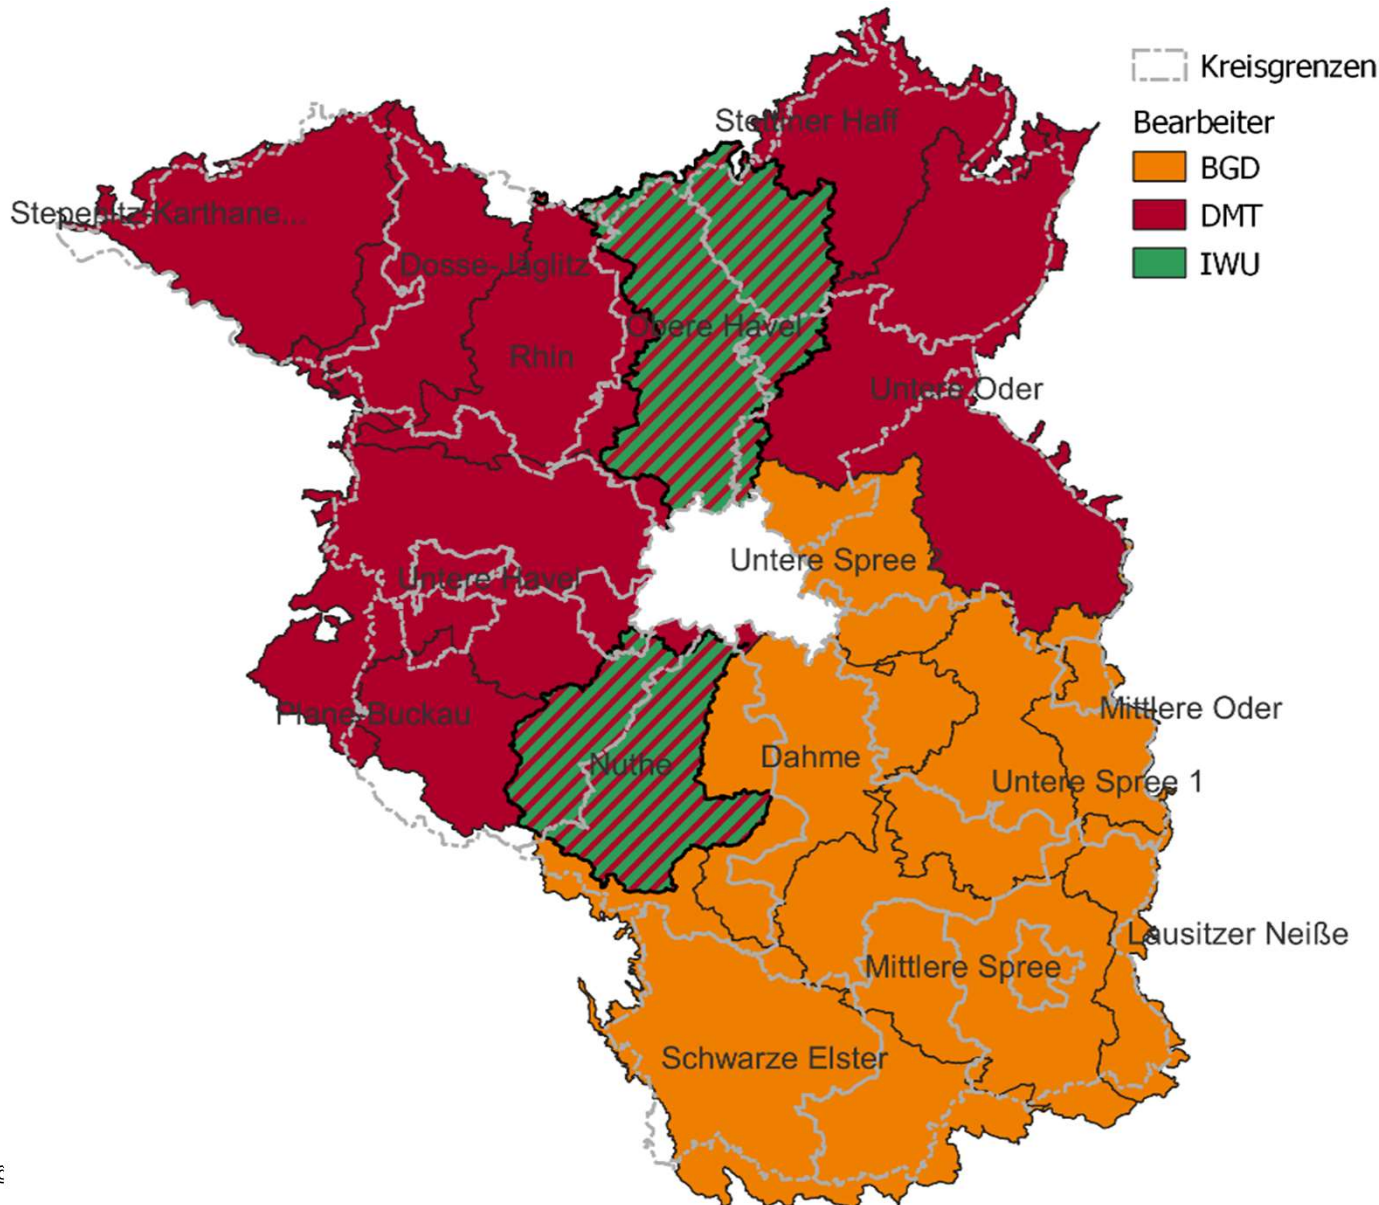 Kreisgrenzen
Bearbeiter
BGD
DMT
IWU
Stettiner Haff
Stepenitz-Karthane...
Dosse-Jäglitz
Obere Havel
Rhin
Untere Oder
Untere Spree 2
Untere Havel
Plane-Buckau
Mittlere Oder
Nuthe
Dahme
Untere Spree 1
Lausitzer Neiße
Mittlere Spree
Schwarze Elster